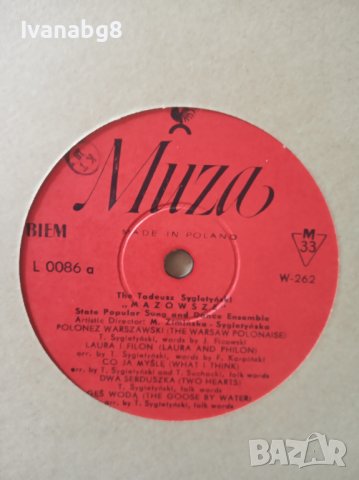 Ivanabg8
Muza
MADE IN POLAND
BIEM
M
33
L 0086 a
W-262
The Tadeusz Sygietyński
„MAZOWSZE"
State Popular Song and Dance Ensemble
Artistic Director: M. Zimińska - Sygietyńska
POLONEZ WARSZAWSKI (THE WARSAW POLONAISE)
T. Sygietyński, words by J. Ficowski
LAURA I FILON (LAURA AND PHILON)
arr. by T. Sygietyński, words by F. Karpiński
CO JA MYŚLĘ (WHAT I THINK)
arr. by T. Sygietyński and T. Suchocki, folk words
DWA SERDUSZKA (TWO HEARTS)
T. Sygietyński, folk words
GĘŚ WODĄ (THE GOOSE BY WATER)
arr. by T. Sygietyński, folk words
BAZAR
bg